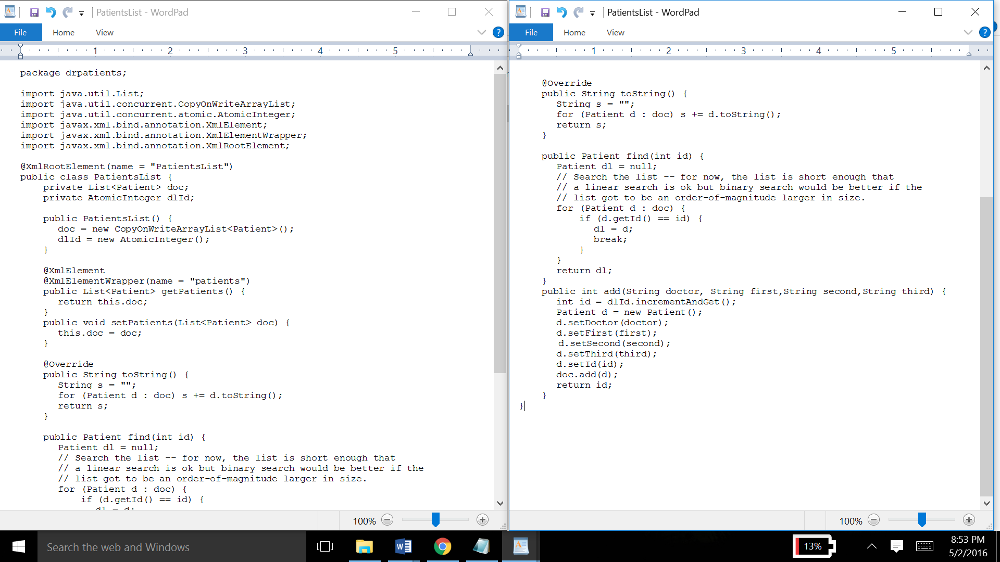 PatientsList - WordPad
File Home View
1 2 3 4 5
package drpatients;
import java.util.List;
import java.util.concurrent.CopyOnWriteArrayList;
import java.util.concurrent.atomic.AtomicInteger;
import javax.xml.bind.annotation.XmlElement;
import javax.xml.bind.annotation.XmlElementWrapper;
import javax.xml.bind.annotation.XmlRootElement;
@XmlRootElement(name = "PatientsList")
public class PatientsList {
private List<Patient> doc;
private AtomicInteger dlId;
public PatientsList() {
doc = new CopyOnWriteArrayList<Patient>();
dlId = new AtomicInteger();
}
@XmlElement
@XmlElementWrapper(name = "patients")
public List<Patient> getPatients() {
return this.doc;
}
public void setPatients(List<Patient> doc) {
this.doc = doc;
}
@Override
public String toString() {
String s = "";
for (Patient d : doc) s += d.toString();
return s;
}
public Patient find(int id) {
Patient dl = null;
// Search the list -- for now, the list is short enough that
// a linear search is ok but binary search would be better if the
// list got to be an order-of-magnitude larger in size.
for (Patient d : doc) {
if (d.getId() == id) {
dl = d;
100%
PatientsList - WordPad
File Home View ?
1 2 3 4 5
@Override
public String toString() {
String s = "";
for (Patient d : doc) s += d.toString();
return s;
}
public Patient find(int id) {
Patient dl = null;
// Search the list -- for now, the list is short enough that
// a linear search is ok but binary search would be better if the
// list got to be an order-of-magnitude larger in size.
for (Patient d : doc) {
if (d.getId() == id) {
dl = d;
break;
}
}
return dl;
}
public int add(String doctor, String first,String second,String third) {
int id = dlId.incrementAndGet();
Patient d = new Patient();
d.setDoctor(doctor);
d.setFirst(first);
d.setSecond(second);
d.setThird(third);
d.setId(id);
doc.add(d);
return id;
}
}
100%
Search the web and Windows
13%
8:53 PM
5/2/2016